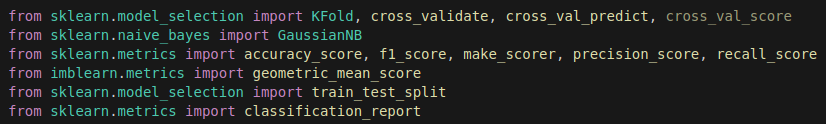 from sklearn.model_selection import KFold, cross_validate, cross_val_predict, cross_val_score
from sklearn.naive_bayes import GaussianNB
from sklearn.metrics import accuracy_score, f1_score, make_scorer, precision_score, recall_score
from imblearn.metrics import geometric_mean_score
from sklearn.model_selection import train_test_split
from sklearn.metrics import classification_report